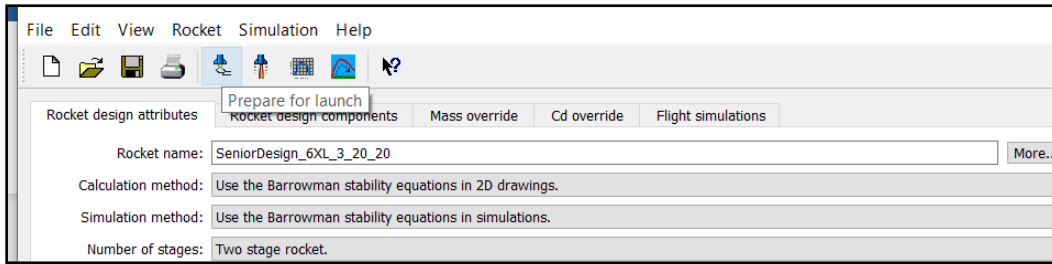 File Edit View Rocket Simulation Help
Prepare for launch
Rocket design attributes Rocket design components Mass override Cd override Flight simulations
Rocket name: SeniorDesign_6XL_3_20_20 More..
Calculation method: Use the Barrowman stability equations in 2D drawings.
Simulation method: Use the Barrowman stability equations in simulations.
Number of stages: Two stage rocket.